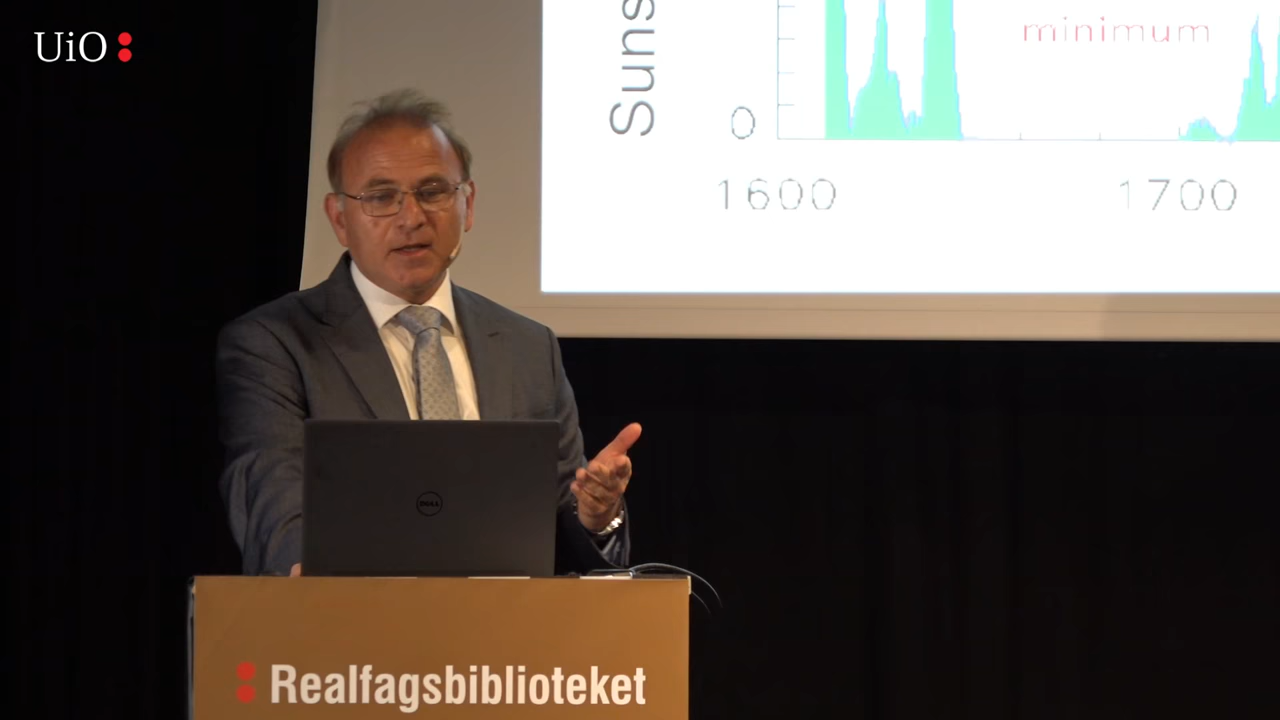 UiO
Suns
minimum
0
1600 1700
DELL
Realfagsbiblioteket